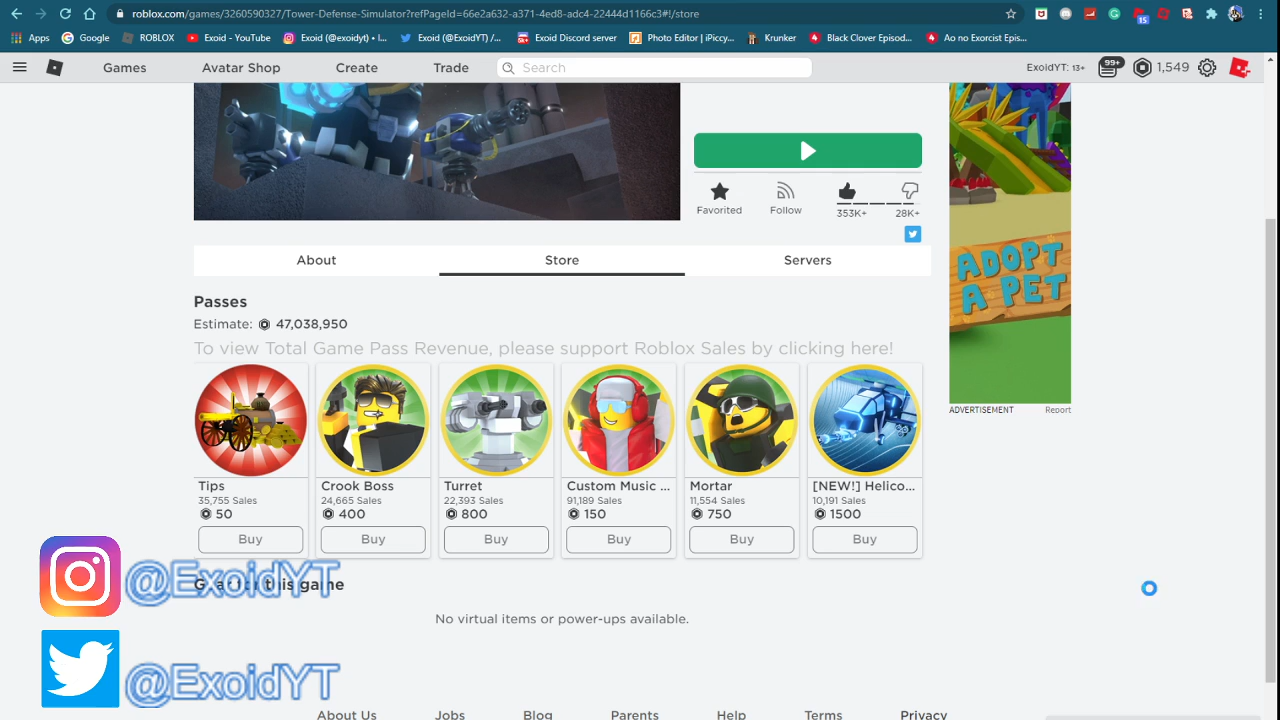 roblox.com/games/3260590327/Tower-Defense-Simulator?refPageId=66e2a632-a371-4ed8-adc4-22444d1166c3#!/store
15
Apps
Google
ROBLOX
Exoid - YouTube
Exoid (@exoidyt) • I...
Exoid (@ExoidYT) /...
Exoid Discord server
Photo Editor | iPiccy...
Krunker
Black Clover Episod...
Ao no Exorcist Epis...
Games
Avatar Shop
Create
Trade
Search
ExoidYT: 13+
99+
1,549
Favorited
Follow
353K+
28K+
ADOPT
A PET
About
Store
Servers
Passes
Estimate: 47,038,950
To view Total Game Pass Revenue, please support Roblox Sales by clicking here!
ADVERTISEMENT
Report
Tips
35,755 Sales
50
Buy
Crook Boss
24,665 Sales
400
Buy
Turret
22,393 Sales
800
Buy
Custom Music ...
91,189 Sales
150
Buy
Mortar
11,554 Sales
750
Buy
[NEW!] Helico...
10,191 Sales
1500
Buy
Gear for this game
@ExoidYT
No virtual items or power-ups available.
@ExoidYT
About Us
Jobs
Blog
Parents
Help
Terms
Privacy